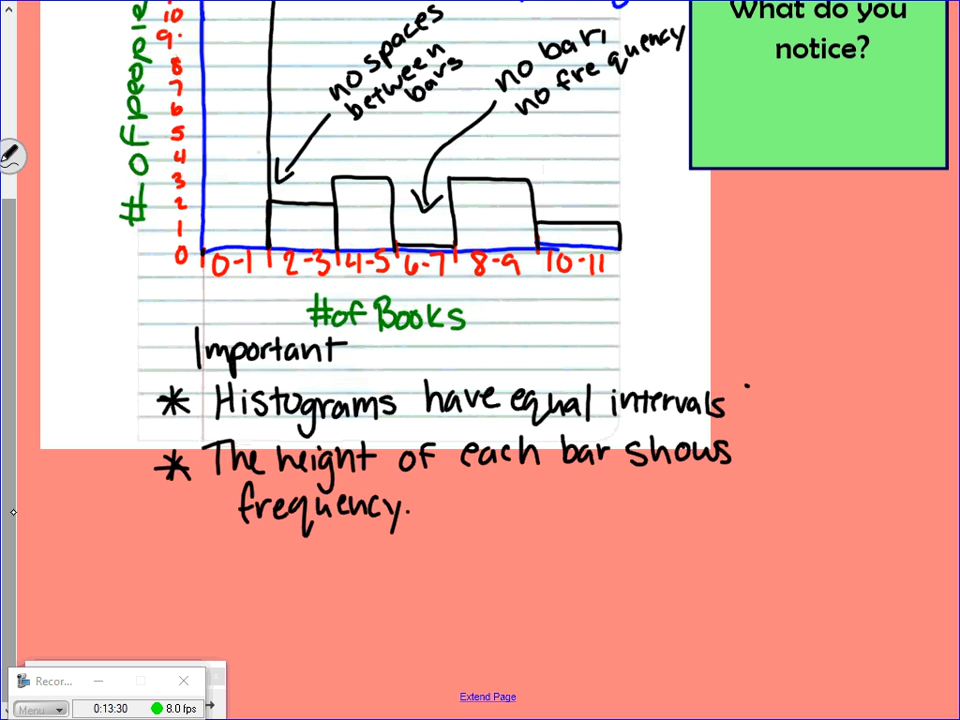 What do you
notice?
# of people
10
9
8
7
6
5
4
3
2
1
0
no spaces
between
bars
no bar,
no frequency
0-1 2-3 4-5 6-7 8-9 10-11
# of Books
Important
* Histograms have equal intervals
* The height of each bar shows
frequency.
Recor...
Menu
0:13:30
8.0 fps
Extend Page